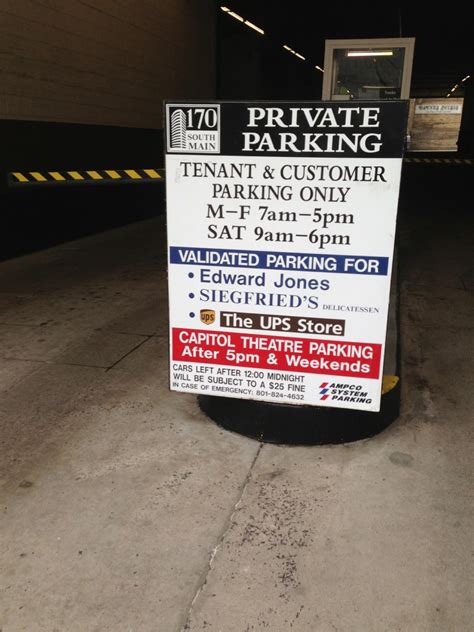 170
SOUTH
MAIN
PRIVATE
PARKING
TENANT & CUSTOMER
PARKING ONLY
M-F 7am-5pm
SAT 9am-6pm
VALIDATED PARKING FOR
• Edward Jones
• SIEGFRIED'S DELICATESSEN
• ups The UPS Store
CAPITOL THEATRE PARKING
After 5pm & Weekends
CARS LEFT AFTER 12:00 MIDNIGHT
WILL BE SUBJECT TO A $25 FINE
IN CASE OF EMERGENCY: 801-824-4632
AMPCO
SYSTEM
PARKING